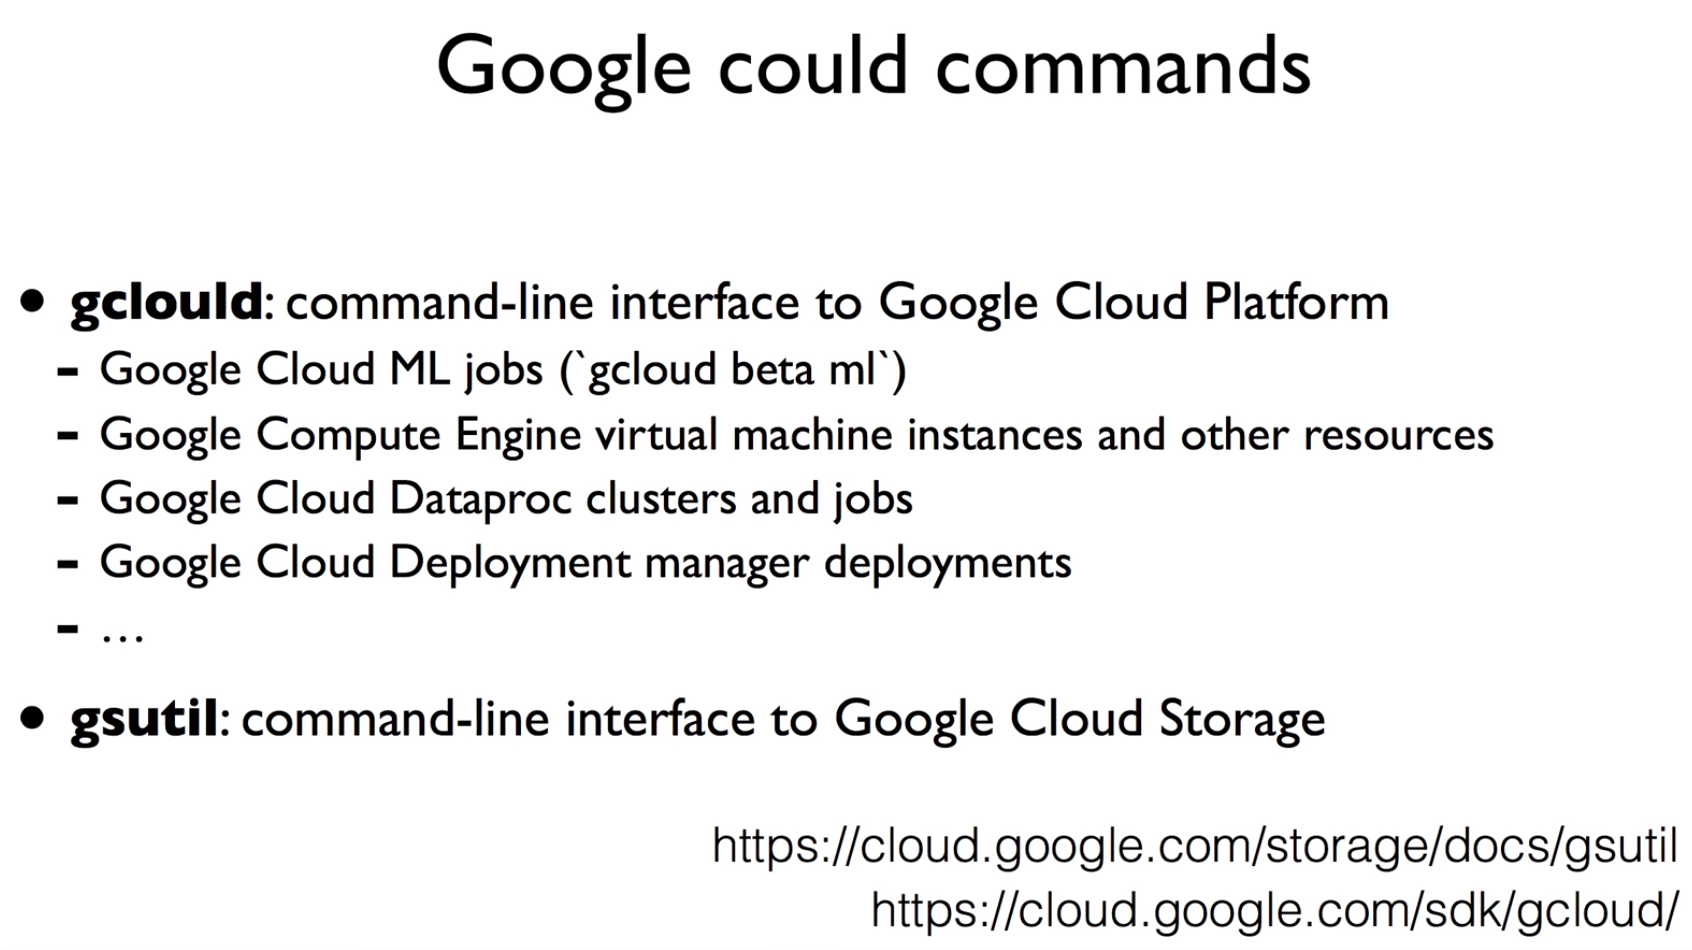 Google could commands
• gclould: command-line interface to Google Cloud Platform
- Google Cloud ML jobs (`gcloud beta ml`)
- Google Compute Engine virtual machine instances and other resources
- Google Cloud Dataproc clusters and jobs
- Google Cloud Deployment manager deployments
- …
• gsutil: command-line interface to Google Cloud Storage
https://cloud.google.com/storage/docs/gsutil
https://cloud.google.com/sdk/gcloud/